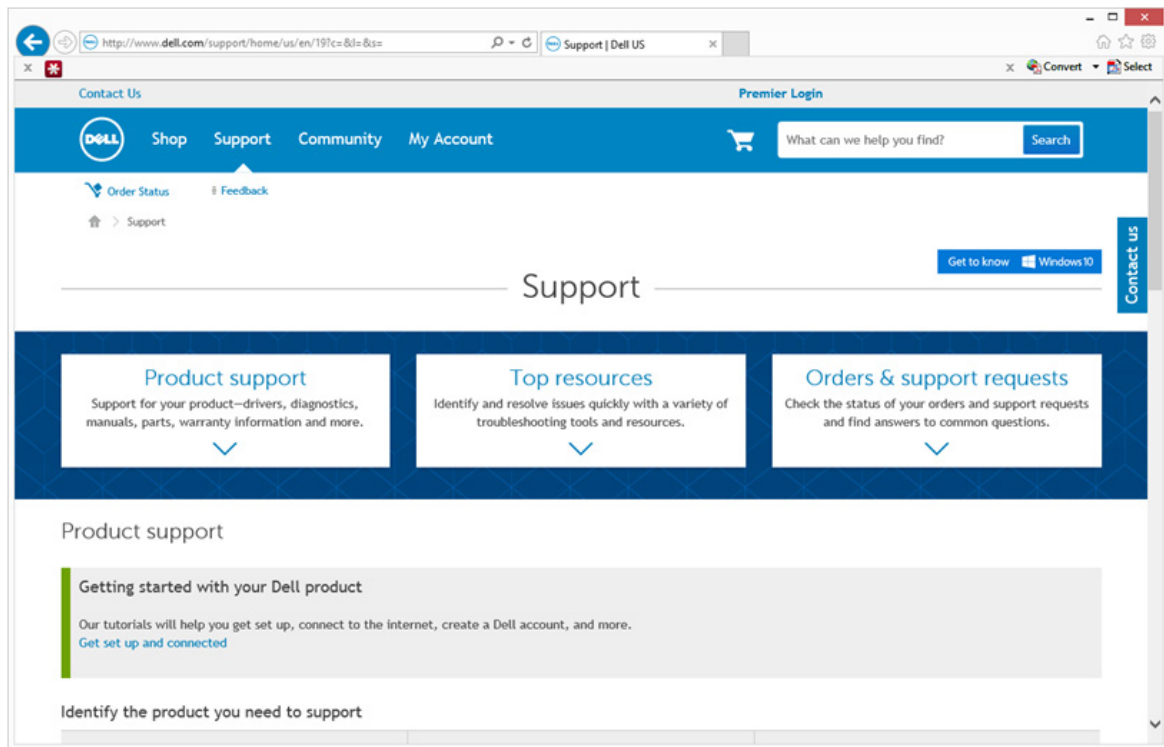 http://www.dell.com/support/home/us/en/19?c=&l=&s=
Support | Dell US
Convert
Select
Contact Us
Premier Login
DELL
Shop
Support
Community
My Account
What can we help you find?
Search
Order Status
Feedback
Support
Get to know
Windows 10
Contact us
Support
Product support
Support for your product—drivers, diagnostics,
manuals, parts, warranty information and more.
Top resources
Identify and resolve issues quickly with a variety of
troubleshooting tools and resources.
Orders & support requests
Check the status of your orders and support requests
and find answers to common questions.
Product support
Getting started with your Dell product
Our tutorials will help you get set up, connect to the internet, create a Dell account, and more.
Get set up and connected
Identify the product you need to support